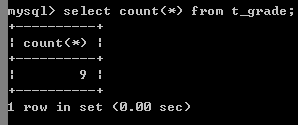 mysql> select count(*) from t_grade;
+----------+
| count(*) |
+----------+
|        9 |
+----------+
1 row in set (0.00 sec)